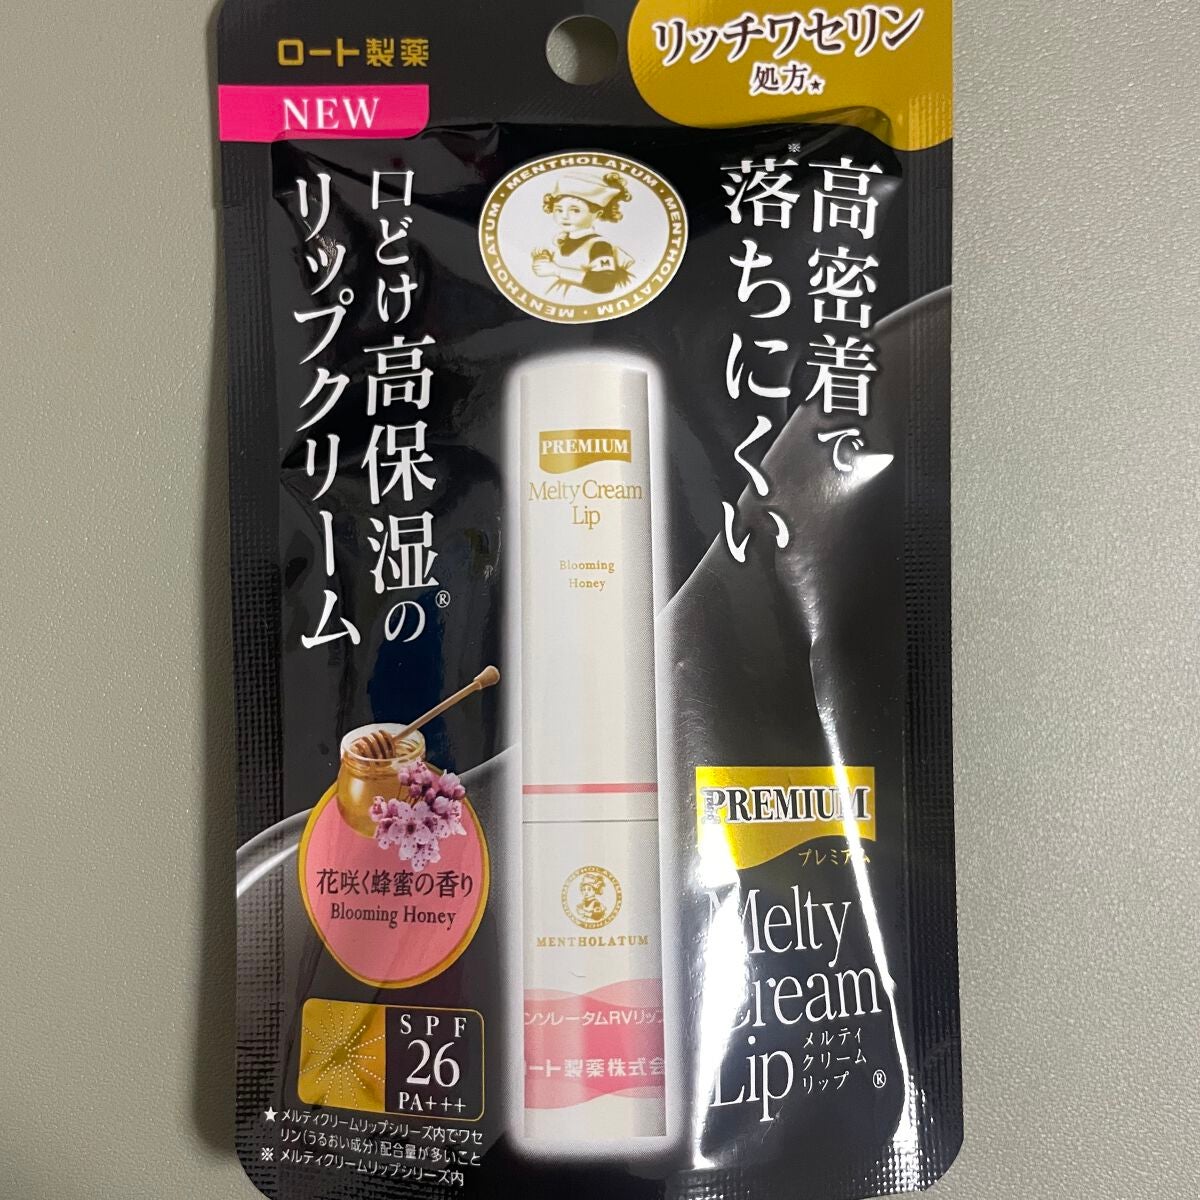 ロート製薬
NEW
リッチワセリン
処方★
MENTHOLATUM・MENTHOLATUM・MENTHOLATUM・MENTHOLATUM
高密着で
※落ちにくい
口どけ高保湿の
リップクリーム®
PREMIUM
Melty Cream
Lip
Blooming
Honey
花咲く蜂蜜の香り
Blooming Honey
MENTHOLATUM
ンソレータムRVリップ
ート製薬株式会
PREMIUM
プレミアム
Melty
Cream
Lip
メルティ
クリーム
リップ
®
SPF
26
PA+++
★メルティクリームリップシリーズ内でワセ
リン(うるおい成分)配合量が多いこと
※ メルティクリームリップシリーズ内